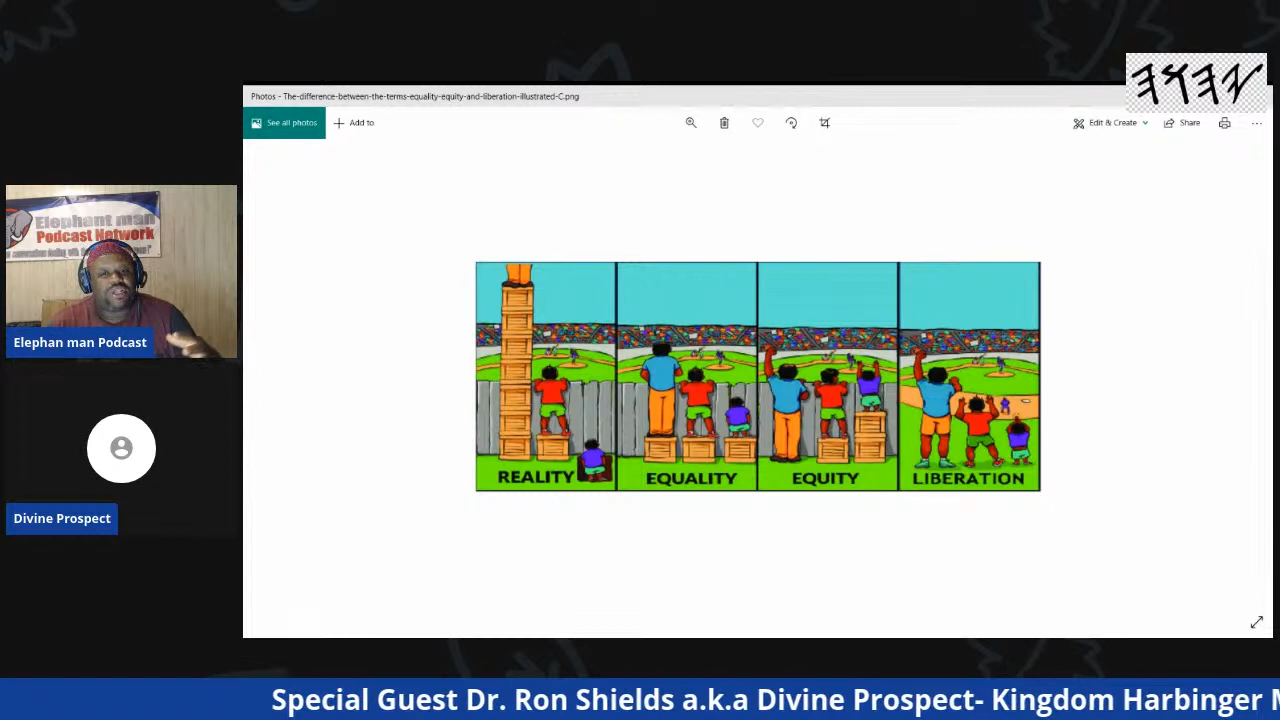 𐤉𐤄𐤅𐤄
Photos - The-difference-between-the-terms-equality-equity-and-liberation-illustrated-C.png
See all photos
Add to
Edit & Create
Share
Elephant man
Podcast Network
Elephan man Podcast
REALITY
EQUALITY
EQUITY
LIBERATION
Divine Prospect
Special Guest Dr. Ron Shields a.k.a Divine Prospect- Kingdom Harbinger